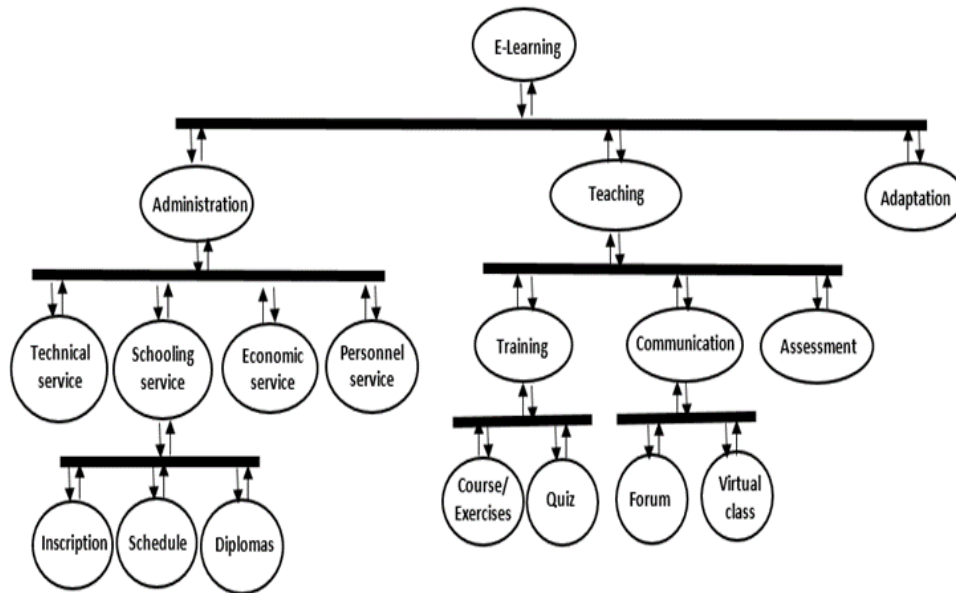 E-Learning
Administration
Teaching
Adaptation
Technical
service
Schooling
service
Economic
service
Personnel
service
Training
Communication
Assessment
Inscription
Schedule
Diplomas
Course/
Exercises
Quiz
Forum
Virtual
class